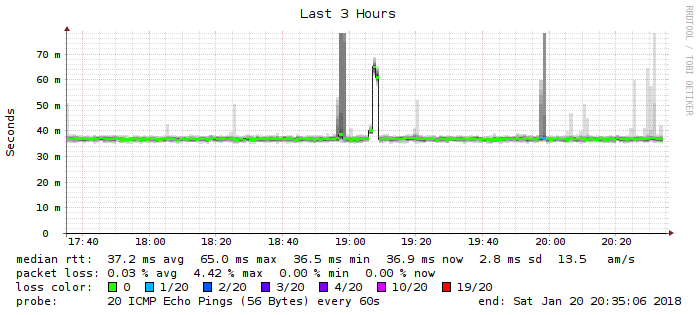 Last 3 Hours
RRDTOOL / TOBI OETIKER
Seconds
70 m
60 m
50 m
40 m
30 m
20 m
10 m
0
17:40 18:00 18:20 18:40 19:00 19:20 19:40 20:00 20:20
median rtt: 37.2 ms avg 65.0 ms max 36.5 ms min 36.9 ms now 2.8 ms sd 13.5 am/s
packet loss: 0.03 % avg 4.42 % max 0.00 % min 0.00 % now
loss color: 0 1/20 2/20 3/20 4/20 10/20 19/20
probe: 20 ICMP Echo Pings (56 Bytes) every 60s end: Sat Jan 20 20:35:06 2018